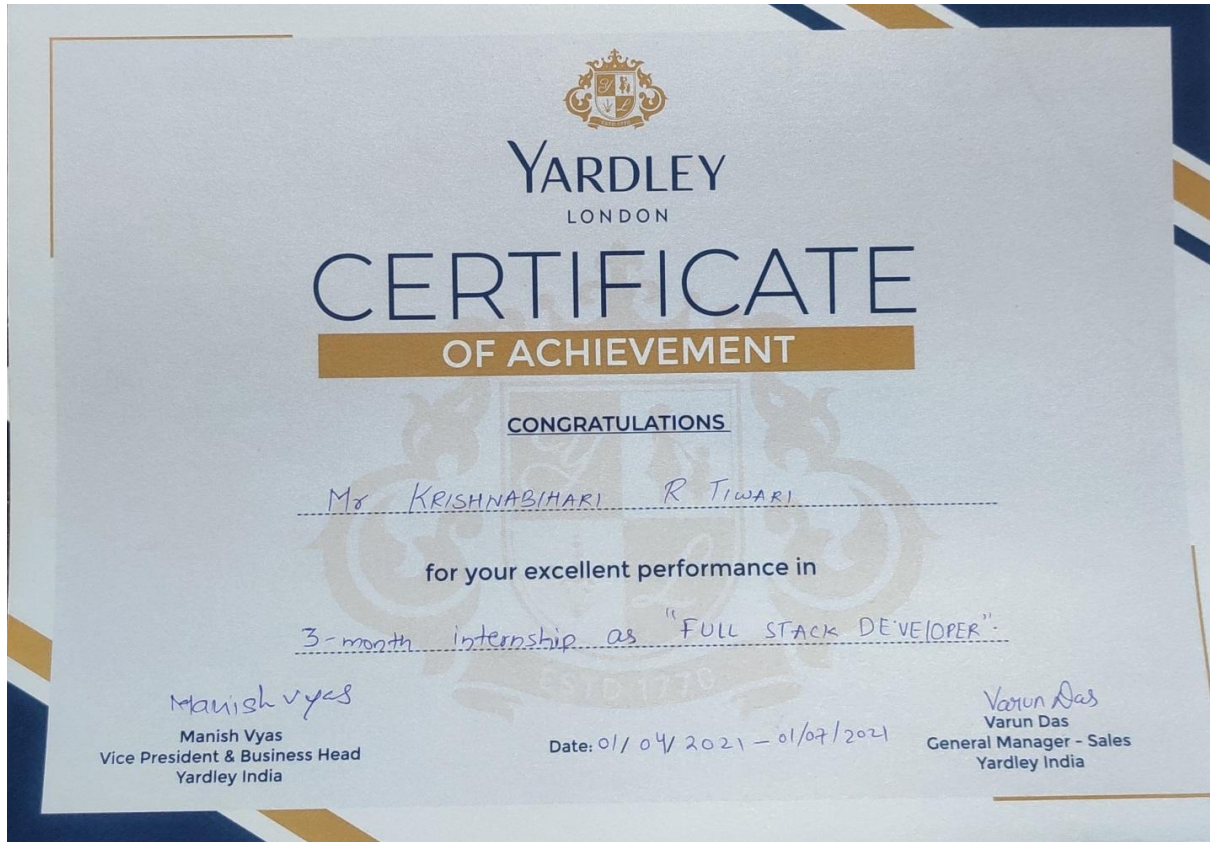 YARDLEY
LONDON
CERTIFICATE
OF ACHIEVEMENT
CONGRATULATIONS
Mr KRISHNABIHARI R TIWARI
for your excellent performance in
3-month internship as "FULL STACK DEVElOPER".
Manish Vyas
Manish Vyas
Vice President & Business Head
Yardley India
Date: 01/04/2021 - 01/07/2021
Varun Das
Varun Das
General Manager - Sales
Yardley India
ESTD 1770